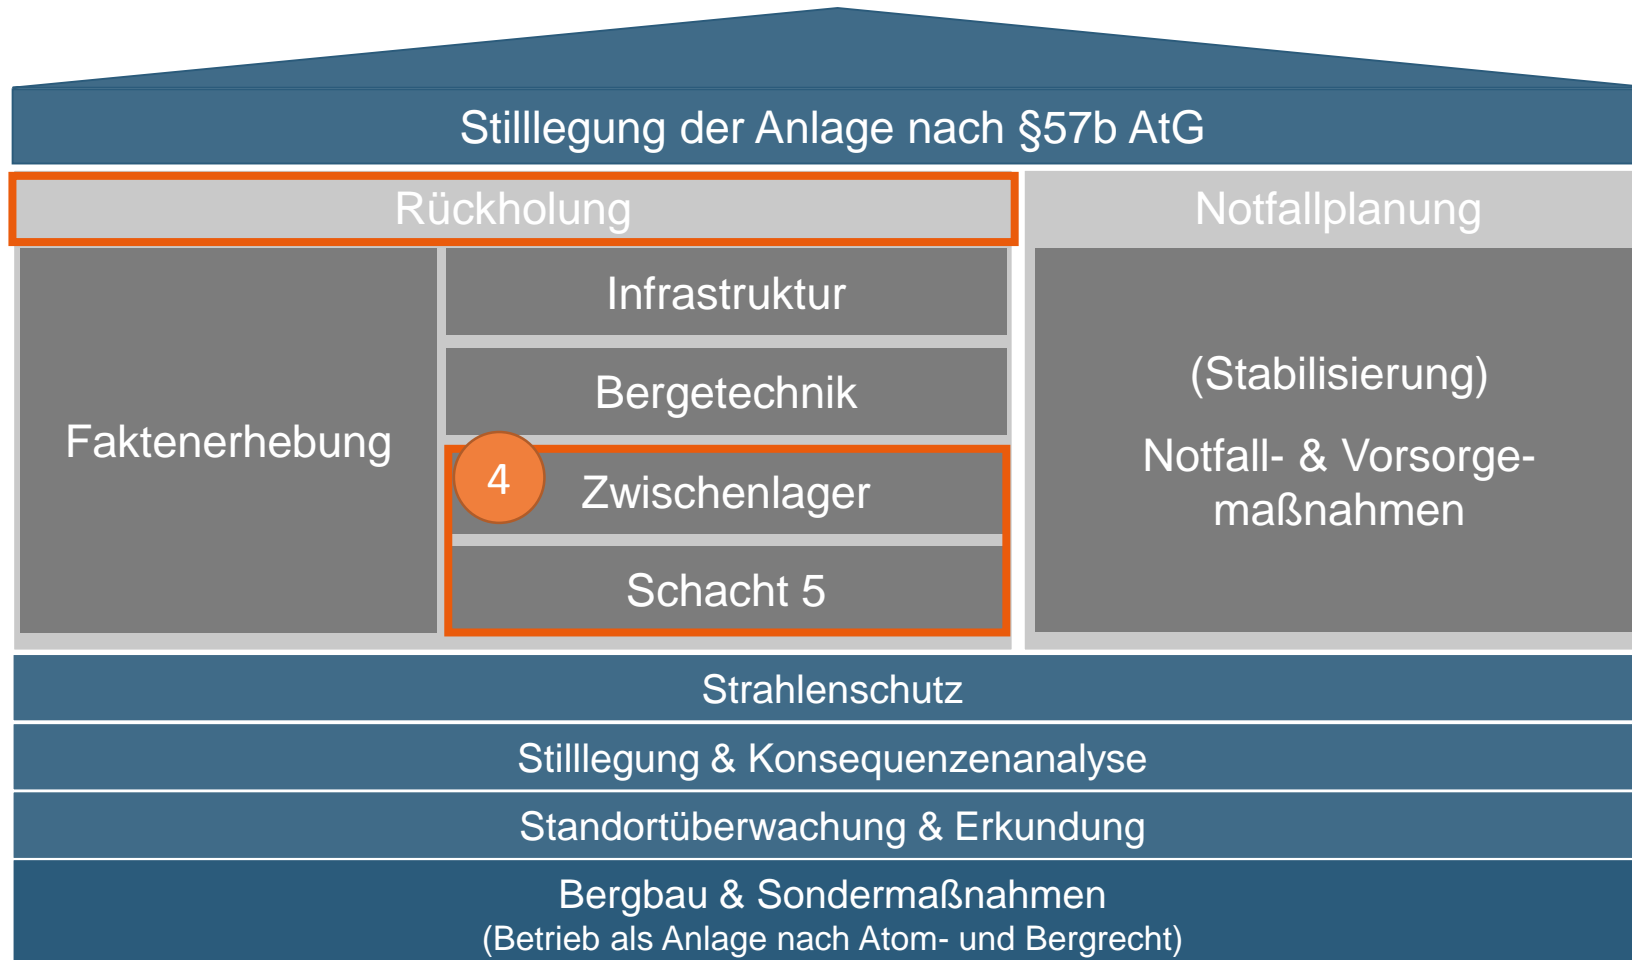 Stilllegung der Anlage nach §57b AtG
Rückholung
Notfallplanung
Faktenerhebung
Infrastruktur
Bergetechnik
4
Zwischenlager
Schacht 5
(Stabilisierung)
Notfall- & Vorsorge-
maßnahmen
Strahlenschutz
Stilllegung & Konsequenzenanalyse
Standortüberwachung & Erkundung
Bergbau & Sondermaßnahmen
(Betrieb als Anlage nach Atom- und Bergrecht)